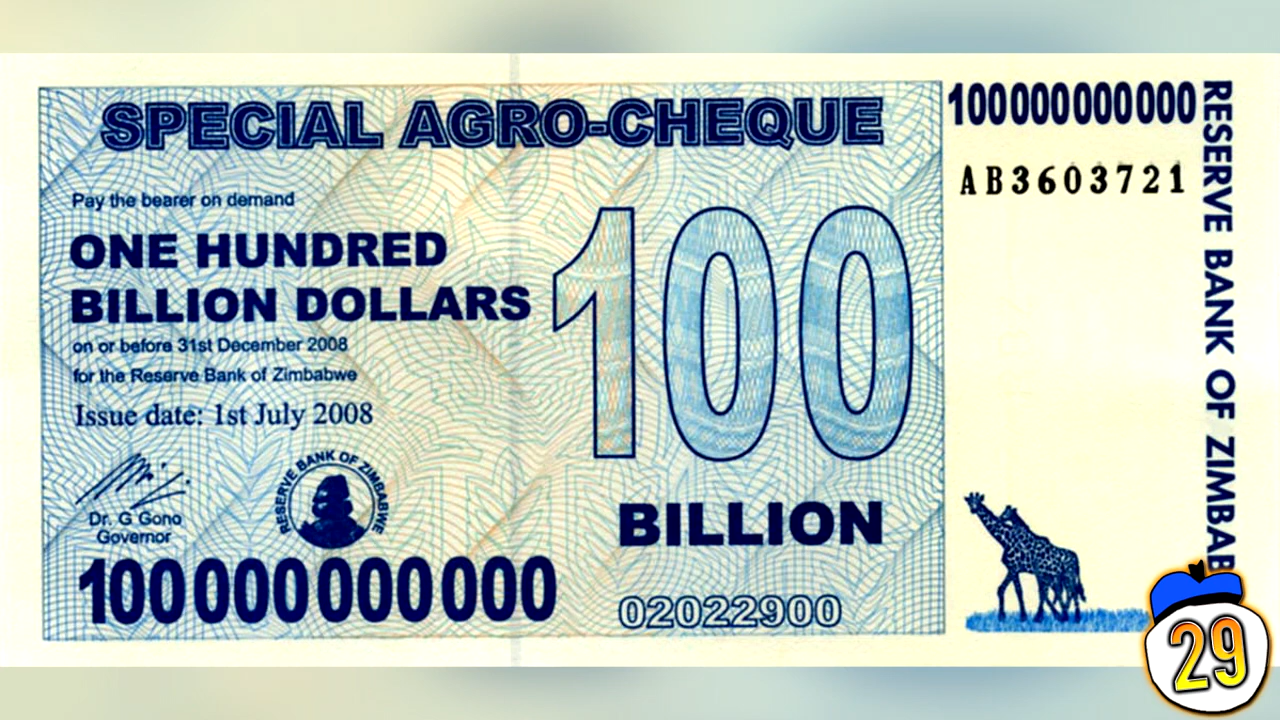 SPECIAL AGRO-CHEQUE
100000000000
AB3603721
Pay the bearer on demand
ONE HUNDRED
BILLION DOLLARS
on or before 31st December 2008
for the Reserve Bank of Zimbabwe
Issue date: 1st July 2008
100
BILLION
Dr. G Gono
Governor
RESERVE BANK OF ZIMBABWE
100000000000
02022900
RESERVE BANK OF ZIMBAB
29